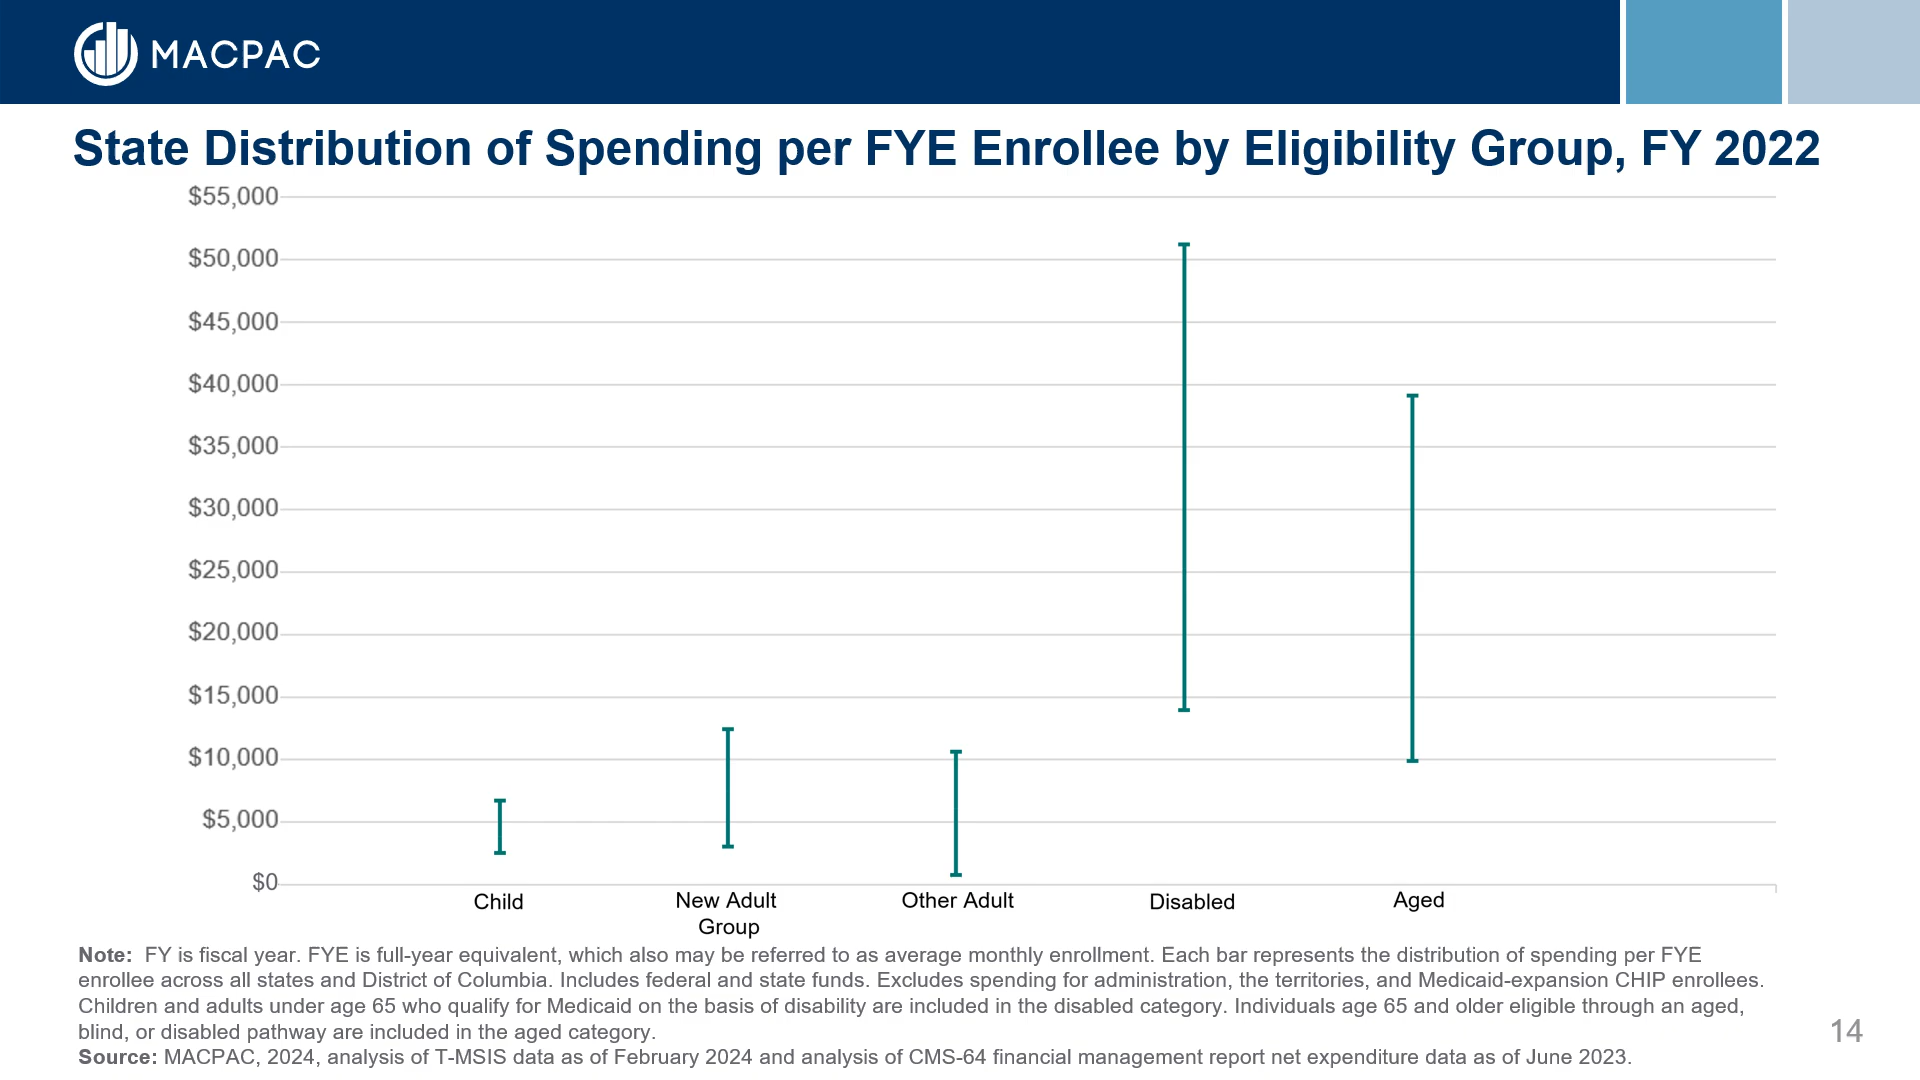 MACPAC
State Distribution of Spending per FYE Enrollee by Eligibility Group, FY 2022
$55,000
$50,000
$45,000
$40,000
$35,000
$30,000
$25,000
$20,000
$15,000
$10,000
$5,000
$0
Child
New Adult
Group
Other Adult
Disabled
Aged
Note: FY is fiscal year. FYE is full-year equivalent, which also may be referred to as average monthly enrollment. Each bar represents the distribution of spending per FYE
enrollee across all states and District of Columbia. Includes federal and state funds. Excludes spending for administration, the territories, and Medicaid-expansion CHIP enrollees.
Children and adults under age 65 who qualify for Medicaid on the basis of disability are included in the disabled category. Individuals age 65 and older eligible through an aged,
blind, or disabled pathway are included in the aged category.
Source: MACPAC, 2024, analysis of T-MSIS data as of February 2024 and analysis of CMS-64 financial management report net expenditure data as of June 2023.
14